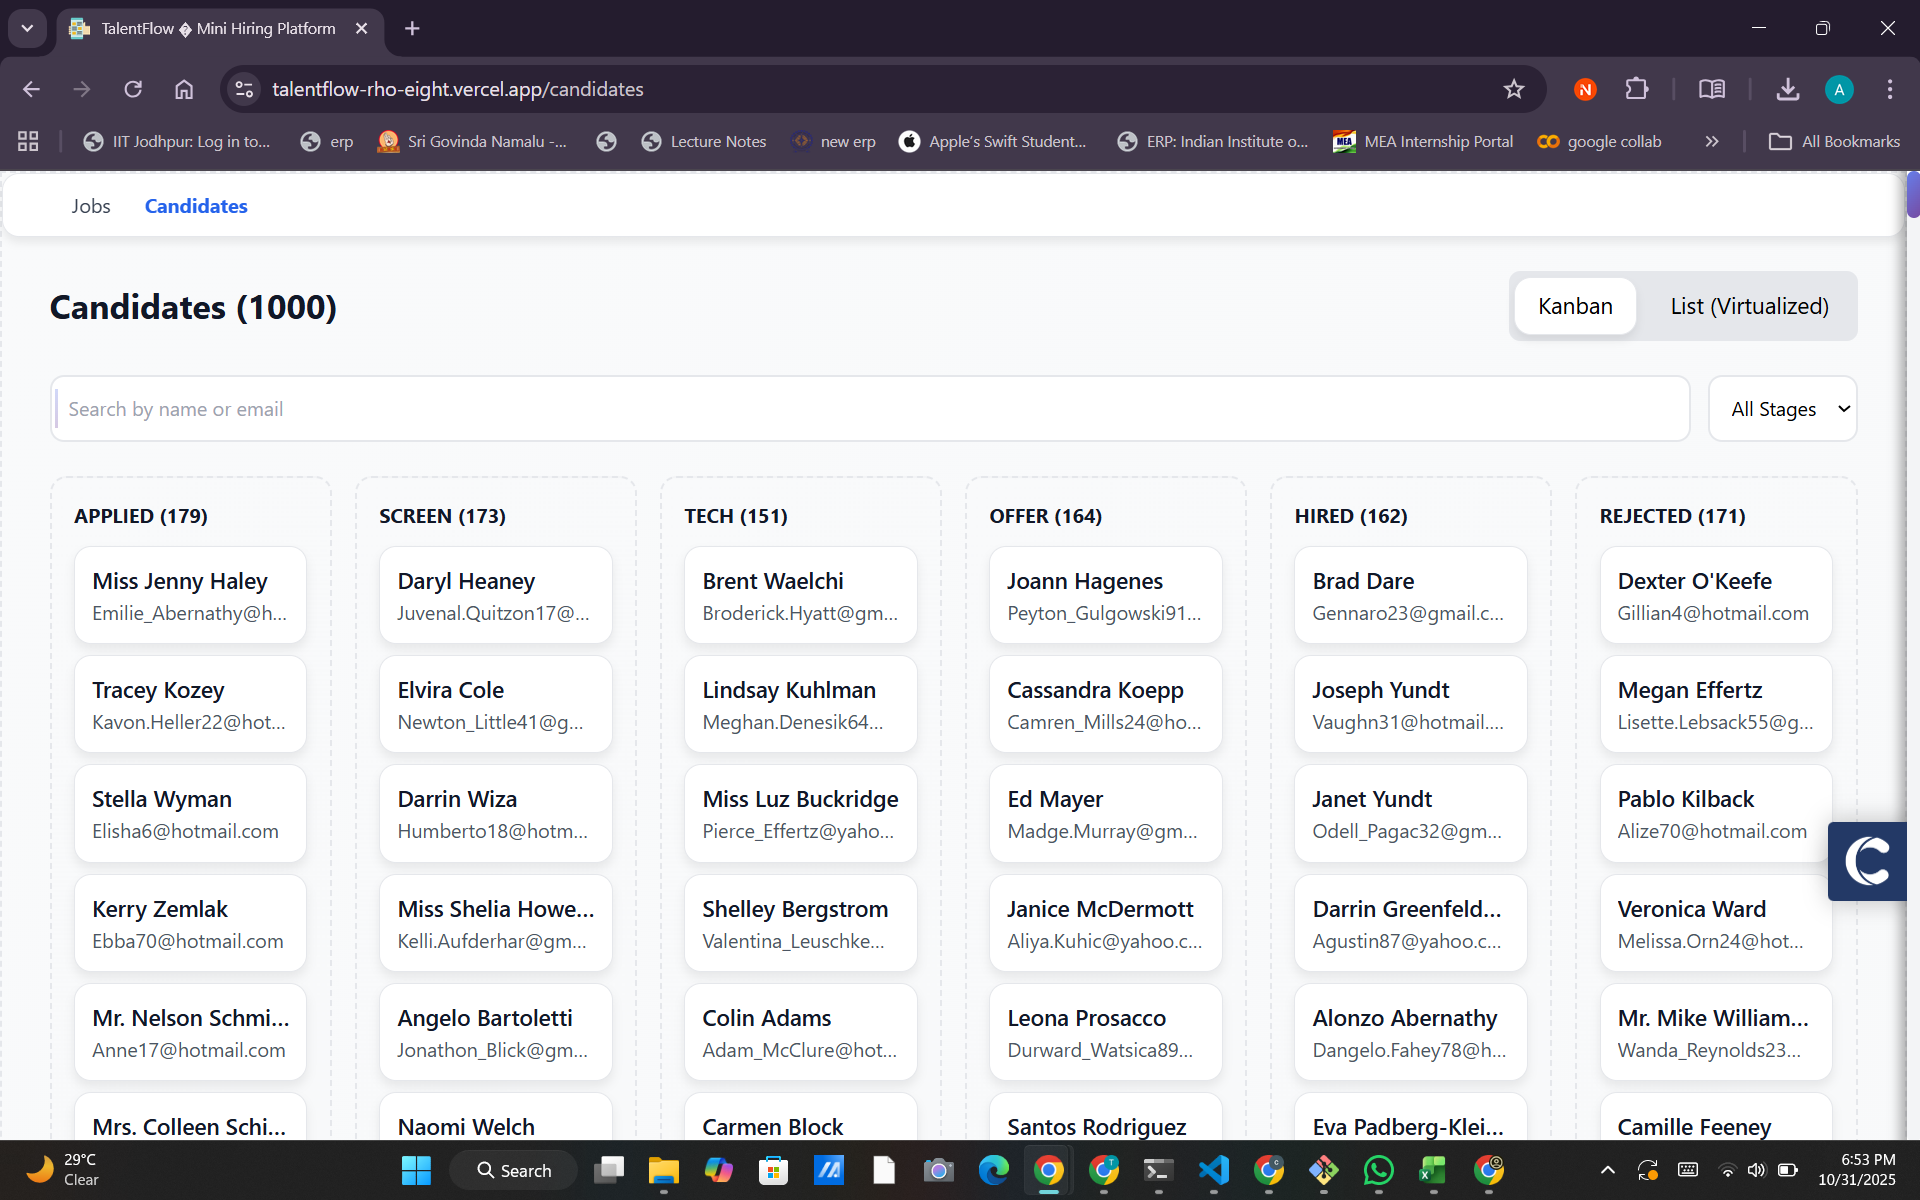 TalentFlow � Mini Hiring Platform
talentflow-rho-eight.vercel.app/candidates
A
IIT Jodhpur: Log in to...
erp
Sri Govinda Namalu -...
Lecture Notes
new erp
Apple's Swift Student...
ERP: Indian Institute o...
MEA
MEA Internship Portal
google collab
All Bookmarks
Jobs
Candidates
Candidates (1000)
Kanban
List (Virtualized)
Search by name or email
All Stages
APPLIED (179)
Miss Jenny Haley
Emilie_Abernathy@h...
Tracey Kozey
Kavon.Heller22@hot...
Stella Wyman
Elisha6@hotmail.com
Kerry Zemlak
Ebba70@hotmail.com
Mr. Nelson Schmi...
Anne17@hotmail.com
Mrs. Colleen Schi...
SCREEN (173)
Daryl Heaney
Juvenal.Quitzon17@...
Elvira Cole
Newton_Little41@g...
Darrin Wiza
Humberto18@hotm...
Miss Shelia Howe...
Kelli.Aufderhar@gm...
Angelo Bartoletti
Jonathon_Blick@gm...
Naomi Welch
TECH (151)
Brent Waelchi
Broderick.Hyatt@gm...
Lindsay Kuhlman
Meghan.Denesik64...
Miss Luz Buckridge
Pierce_Effertz@yaho...
Shelley Bergstrom
Valentina_Leuschke...
Colin Adams
Adam_McClure@hot...
Carmen Block
OFFER (164)
Joann Hagenes
Peyton_Gulgowski91...
Cassandra Koepp
Camren_Mills24@ho...
Ed Mayer
Madge.Murray@gm...
Janice McDermott
Aliya.Kuhic@yahoo.c...
Leona Prosacco
Durward_Watsica89...
Santos Rodriguez
HIRED (162)
Brad Dare
Gennaro23@gmail.c...
Joseph Yundt
Vaughn31@hotmail....
Janet Yundt
Odell_Pagac32@gm...
Darrin Greenfeld...
Agustin87@yahoo.c...
Alonzo Abernathy
Dangelo.Fahey78@h...
Eva Padberg-Klei...
REJECTED (171)
Dexter O'Keefe
Gillian4@hotmail.com
Megan Effertz
Lisette.Lebsack55@g...
Pablo Kilback
Alize70@hotmail.com
Veronica Ward
Melissa.Orn24@hot...
Mr. Mike William...
Wanda_Reynolds23...
Camille Feeney
29°C
Clear
Search
6:53 PM
10/31/2025